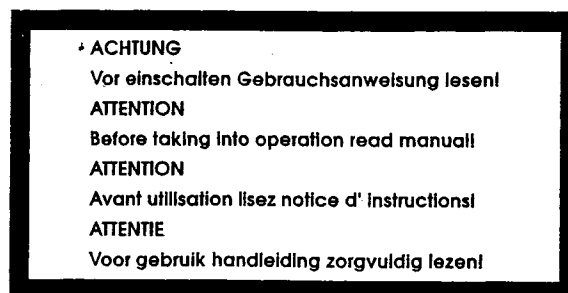 ACHTUNG
Vor einschalten Gebrauchsanweisung lesen!
ATTENTION
Before taking into operation read manual!
ATTENTION
Avant utilisation lisez notice d' instructions!
ATTENTIE
Voor gebruik handleiding zorgvuldig lezen!